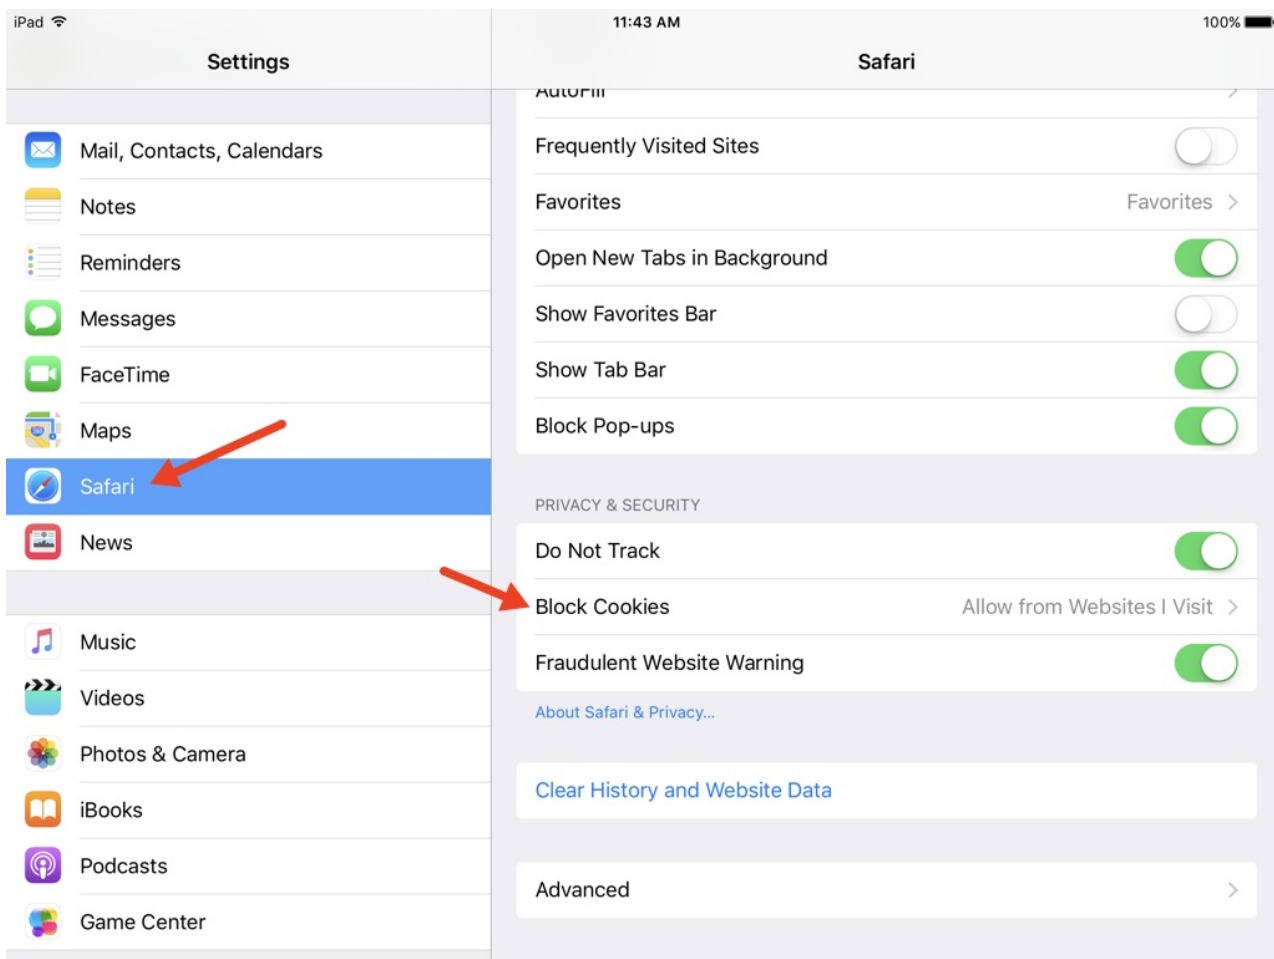 iPad
11:43 AM
100%
Settings
Safari
Mail, Contacts, Calendars
Notes
Reminders
Messages
FaceTime
Maps
Safari
News
Music
Videos
Photos & Camera
iBooks
Podcasts
Game Center
AutoFill
Frequently Visited Sites
Favorites Favorites
Open New Tabs in Background
Show Favorites Bar
Show Tab Bar
Block Pop-ups
PRIVACY & SECURITY
Do Not Track
Block Cookies Allow from Websites I Visit
Fraudulent Website Warning
About Safari & Privacy...
Clear History and Website Data
Advanced